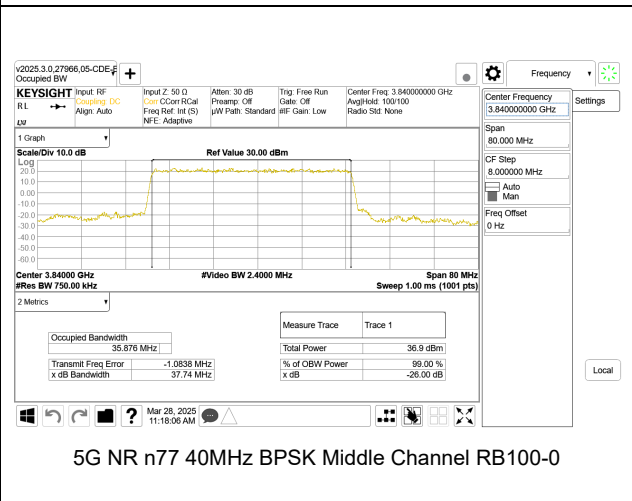 v2025.3.0,27966,05-CDE-F
Occupied BW
Frequency
KEYSIGHT
R L
Input: RF
Coupling: DC
Align: Auto
Input Z: 50 Ω
Corr CCorr RCal
Freq Ref: Int (S)
NFE: Adaptive
Atten: 30 dB
Preamp: Off
µW Path: Standard
Trig: Free Run
Gate: Off
#IF Gain: Low
Center Freq: 3.840000000 GHz
Avg|Hold: 100/100
Radio Std: None
Center Frequency
3.840000000 GHz
Settings
Span
80.000 MHz
CF Step
8.000000 MHz
Auto
Man
Freq Offset
0 Hz
Local
1 Graph
Scale/Div 10.0 dB
Ref Value 30.00 dBm
Log
20.0
10.0
0.00
-10.0
-20.0
-30.0
-40.0
-50.0
-60.0
Center 3.84000 GHz
#Video BW 2.4000 MHz
Span 80 MHz
#Res BW 750.00 kHz
Sweep 1.00 ms (1001 pts)
2 Metrics
Measure Trace
Trace 1
Occupied Bandwidth
35.876 MHz
Total Power
36.9 dBm
Transmit Freq Error
-1.0838 MHz
% of OBW Power
99.00 %
x dB Bandwidth
37.74 MHz
x dB
-26.00 dB
Mar 28, 2025
11:18:06 AM
5G NR n77 40MHz BPSK Middle Channel RB100-0